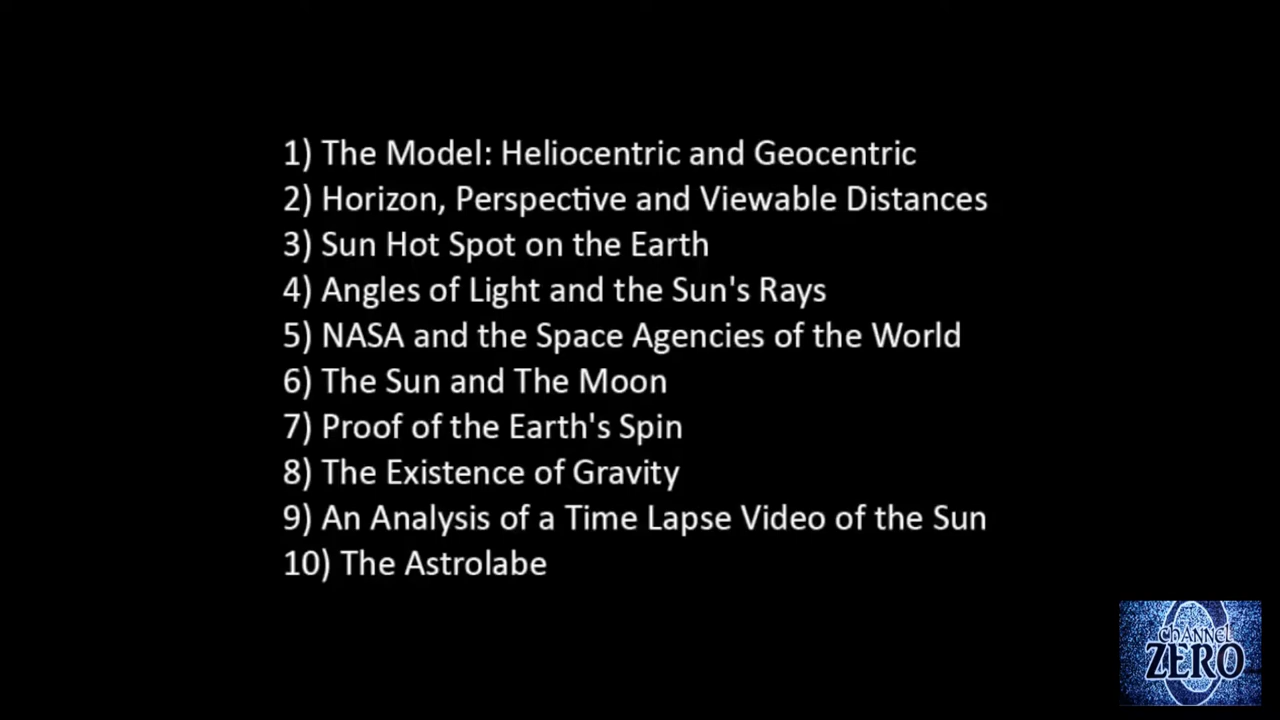 1) The Model: Heliocentric and Geocentric
2) Horizon, Perspective and Viewable Distances
3) Sun Hot Spot on the Earth
4) Angles of Light and the Sun's Rays
5) NASA and the Space Agencies of the World
6) The Sun and The Moon
7) Proof of the Earth's Spin
8) The Existence of Gravity
9) An Analysis of a Time Lapse Video of the Sun
10) The Astrolabe
chANNEL
ZERO